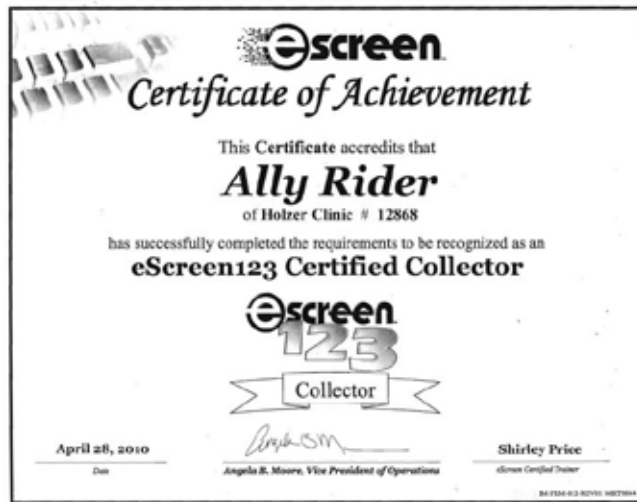 escreen
Certificate of Achievement
This Certificate accredits that
Ally Rider
of Holzer Clinic # 12868
has successfully completed the requirements to be recognized as an
eScreen123 Certified Collector
escreen
123
Collector
April 28, 2010
Date
Angela B. Moore, Vice President of Operations
Shirley Price
eScreen Certified Trainer